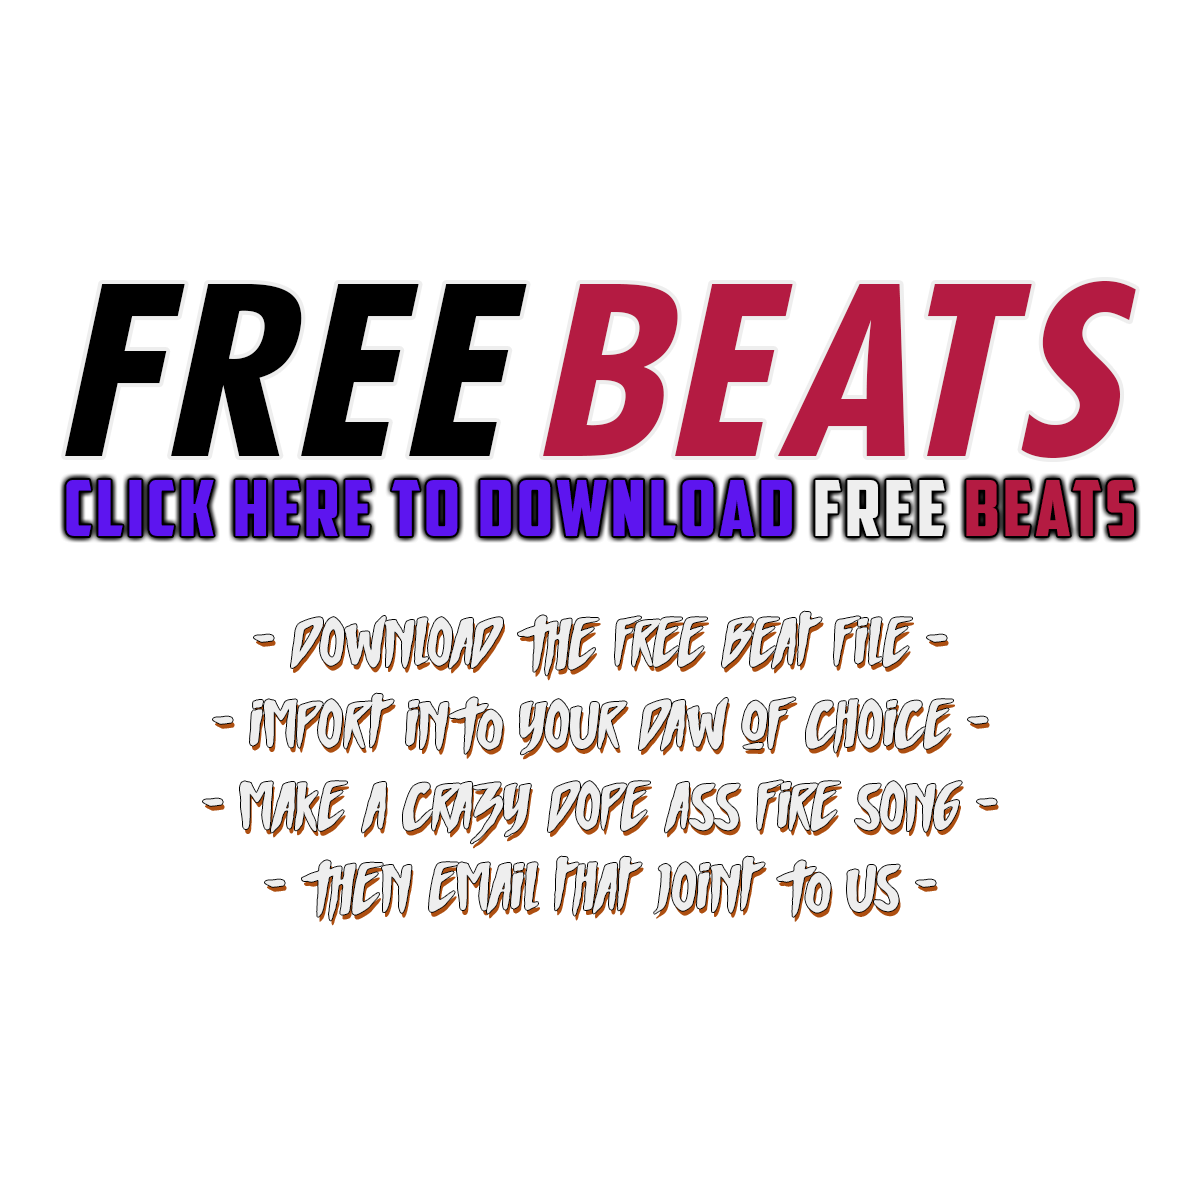 FREE BEATS
CLICK HERE TO DOWNLOAD FREE BEATS
- DOWNLOAD THE FREE BEAT FILE -
- IMPORT INTO YOUR DAW OF CHOICE -
- MAKE A CRAZY DOPE ASS FIRE SONG -
- THEN EMAIL THAT JOINT TO US -